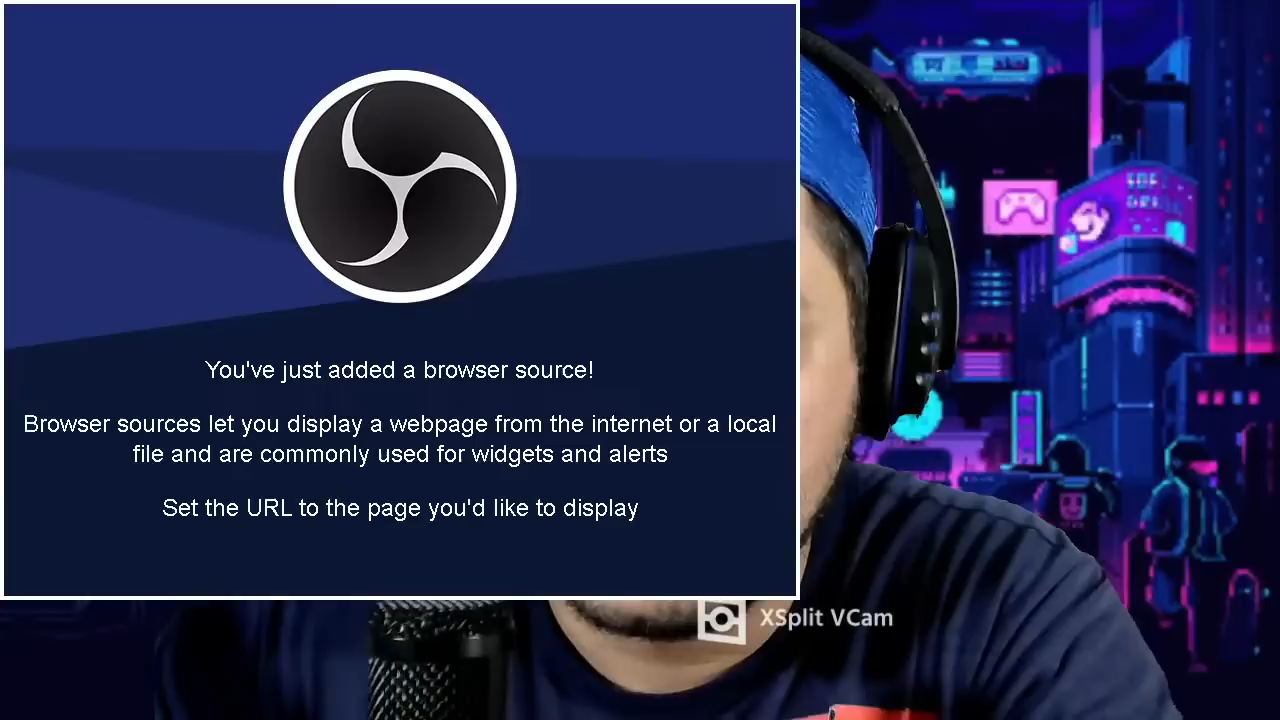 You've just added a browser source!
Browser sources let you display a webpage from the internet or a local
file and are commonly used for widgets and alerts
Set the URL to the page you'd like to display
XSplit VCam